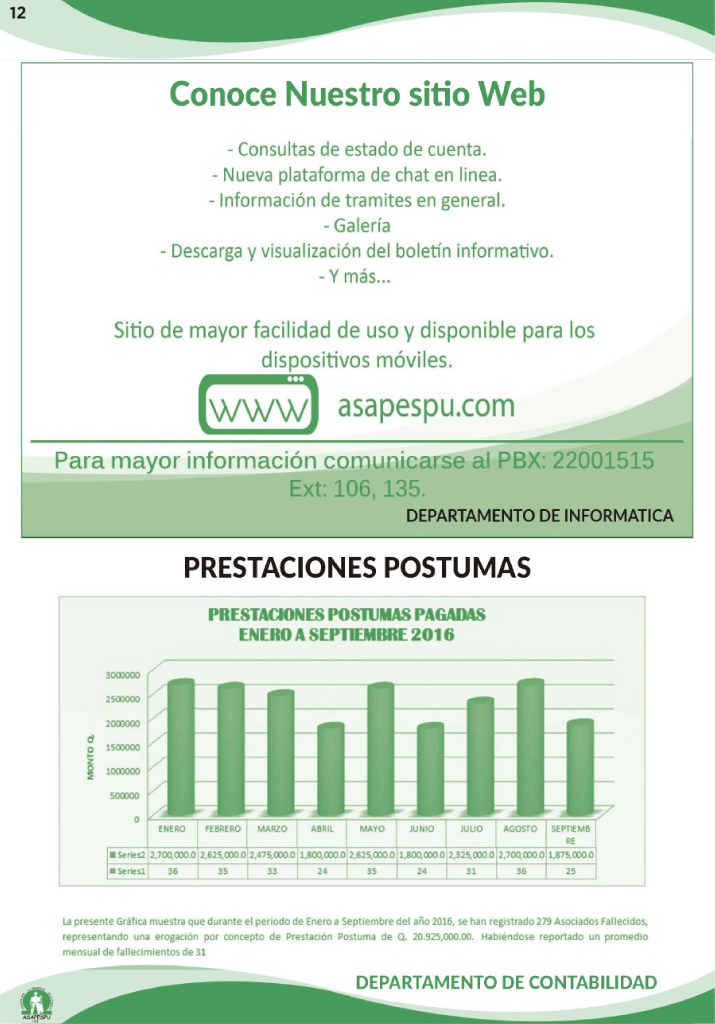 12
Conoce Nuestro sitio Web
- Consultas de estado de cuenta.
- Nueva plataforma de chat en linea.
- Información de tramites en general.
- Galería
- Descarga y visualización del boletín informativo.
- Y más...
Sitio de mayor facilidad de uso y disponible para los
dispositivos móviles.
www asapespu.com
Para mayor información comunicarse al PBX: 22001515
Ext: 106, 135.
DEPARTAMENTO DE INFORMATICA
PRESTACIONES POSTUMAS
PRESTACIONES POSTUMAS PAGADAS
ENERO A SEPTIEMBRE 2016
MONTO Q.
3000000
2500000
2000000
1500000
1000000
500000
0
ENERO FEBRERO MARZO ABRIL MAYO JUNIO JULIO AGOSTO SEPTIEMB
RE
Series2 2,700,000.0 2,625,000.0 2,475,000.0 1,800,000.0 2,625,000.0 1,800,000.0 2,325,000.0 2,700,000.0 1,875,000.0
Series1 36 35 33 24 35 24 31 36 25
La presente Gráfica muestra que durante el periodo de Enero a Septiembre del año 2016, se han registrado 279 Asociados Fallecidos,
representando una erogación por concepto de Prestación Postuma de Q. 20.925,000.00. Habiéndose reportado un promedio
mensual de fallecimientos de 31
DEPARTAMENTO DE CONTABILIDAD
ASAPESPU